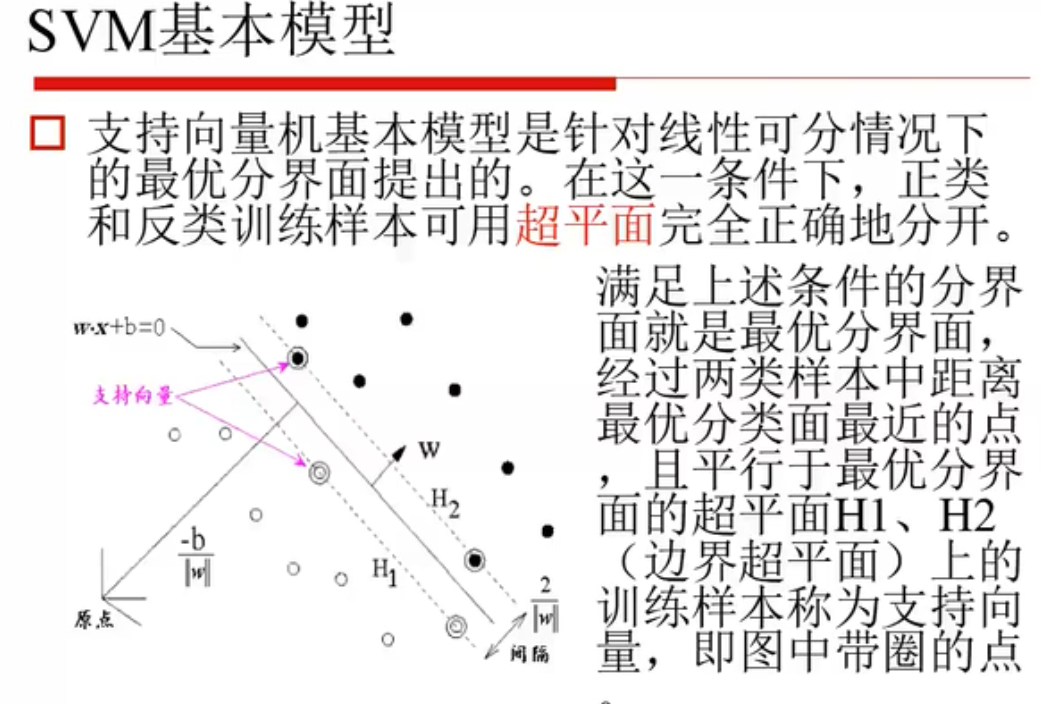 SVM基本模型
支持向量机基本模型是针对线性可分情况下
的最优分界面提出的。在这一条件下，正类
和反类训练样本可用超平面完全正确地分开。
满足上述条件的分界
面就是最优分界面，
经过两类样本中距离
最优分类面最近的点
，且平行于最优分界
面的超平面H1、H2
（边界超平面）上的
训练样本称为支持向
量，即图中带圈的点
。
w·x+b=0
支持向量
W
H2
-b
|w|
H1
原点
2
|w|
间隔